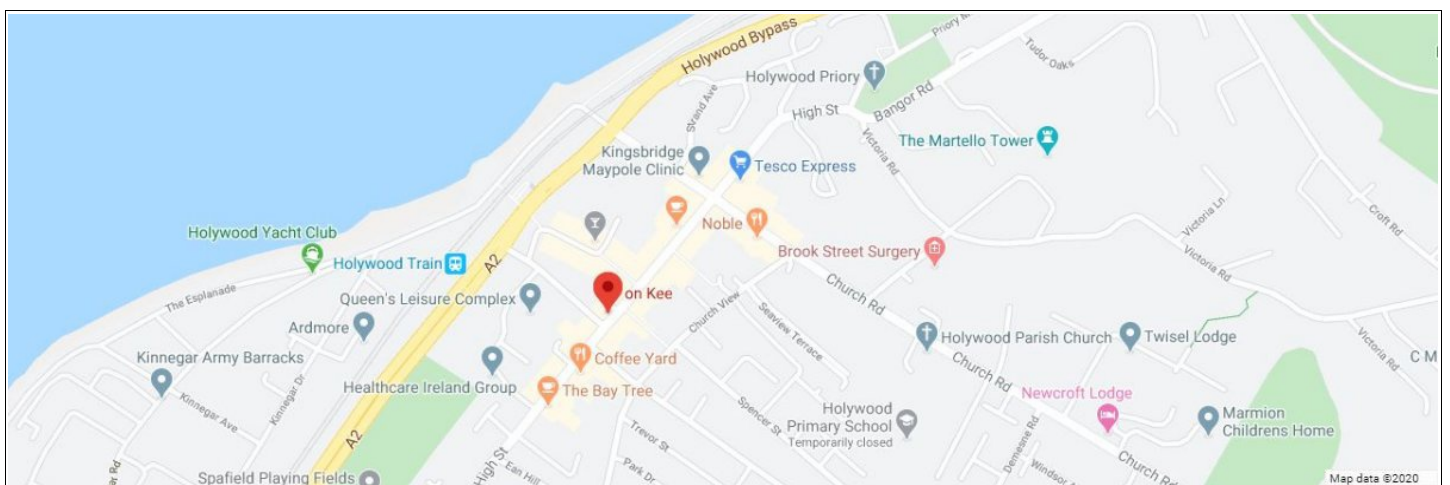 Holywood Bypass
Priory
Tudor Oaks
Holywood Priory
Bangor Rd
High St
Strand Ave
Victoria Rd
The Martello Tower
Kingsbridge
Maypole Clinic
Tesco Express
Victoria Ln
Croft Rd
Holywood Yacht Club
Noble
Brook Street Surgery
Holywood Train
A2
Victoria Rd
on Kee
The Esplanade
Queen's Leisure Complex
Church View
Church Rd
Seaview Terrace
Ardmore
Holywood Parish Church
Twisel Lodge
Victoria Rd
Kinnegar Army Barracks
Coffee Yard
C M
Kinnegar Dr
Healthcare Ireland Group
The Bay Tree
Church Rd
Newcroft Lodge
Kinnegar Ave
Spencer St
Holywood
Primary School
Temporarily closed
Marmion
Childrens Home
A2
Trevor St
Demesne Rd
High St
Ean Hill
Park Dr
Windsor
Church R
Spafield Playing Fields
Rd
Map data ©2020